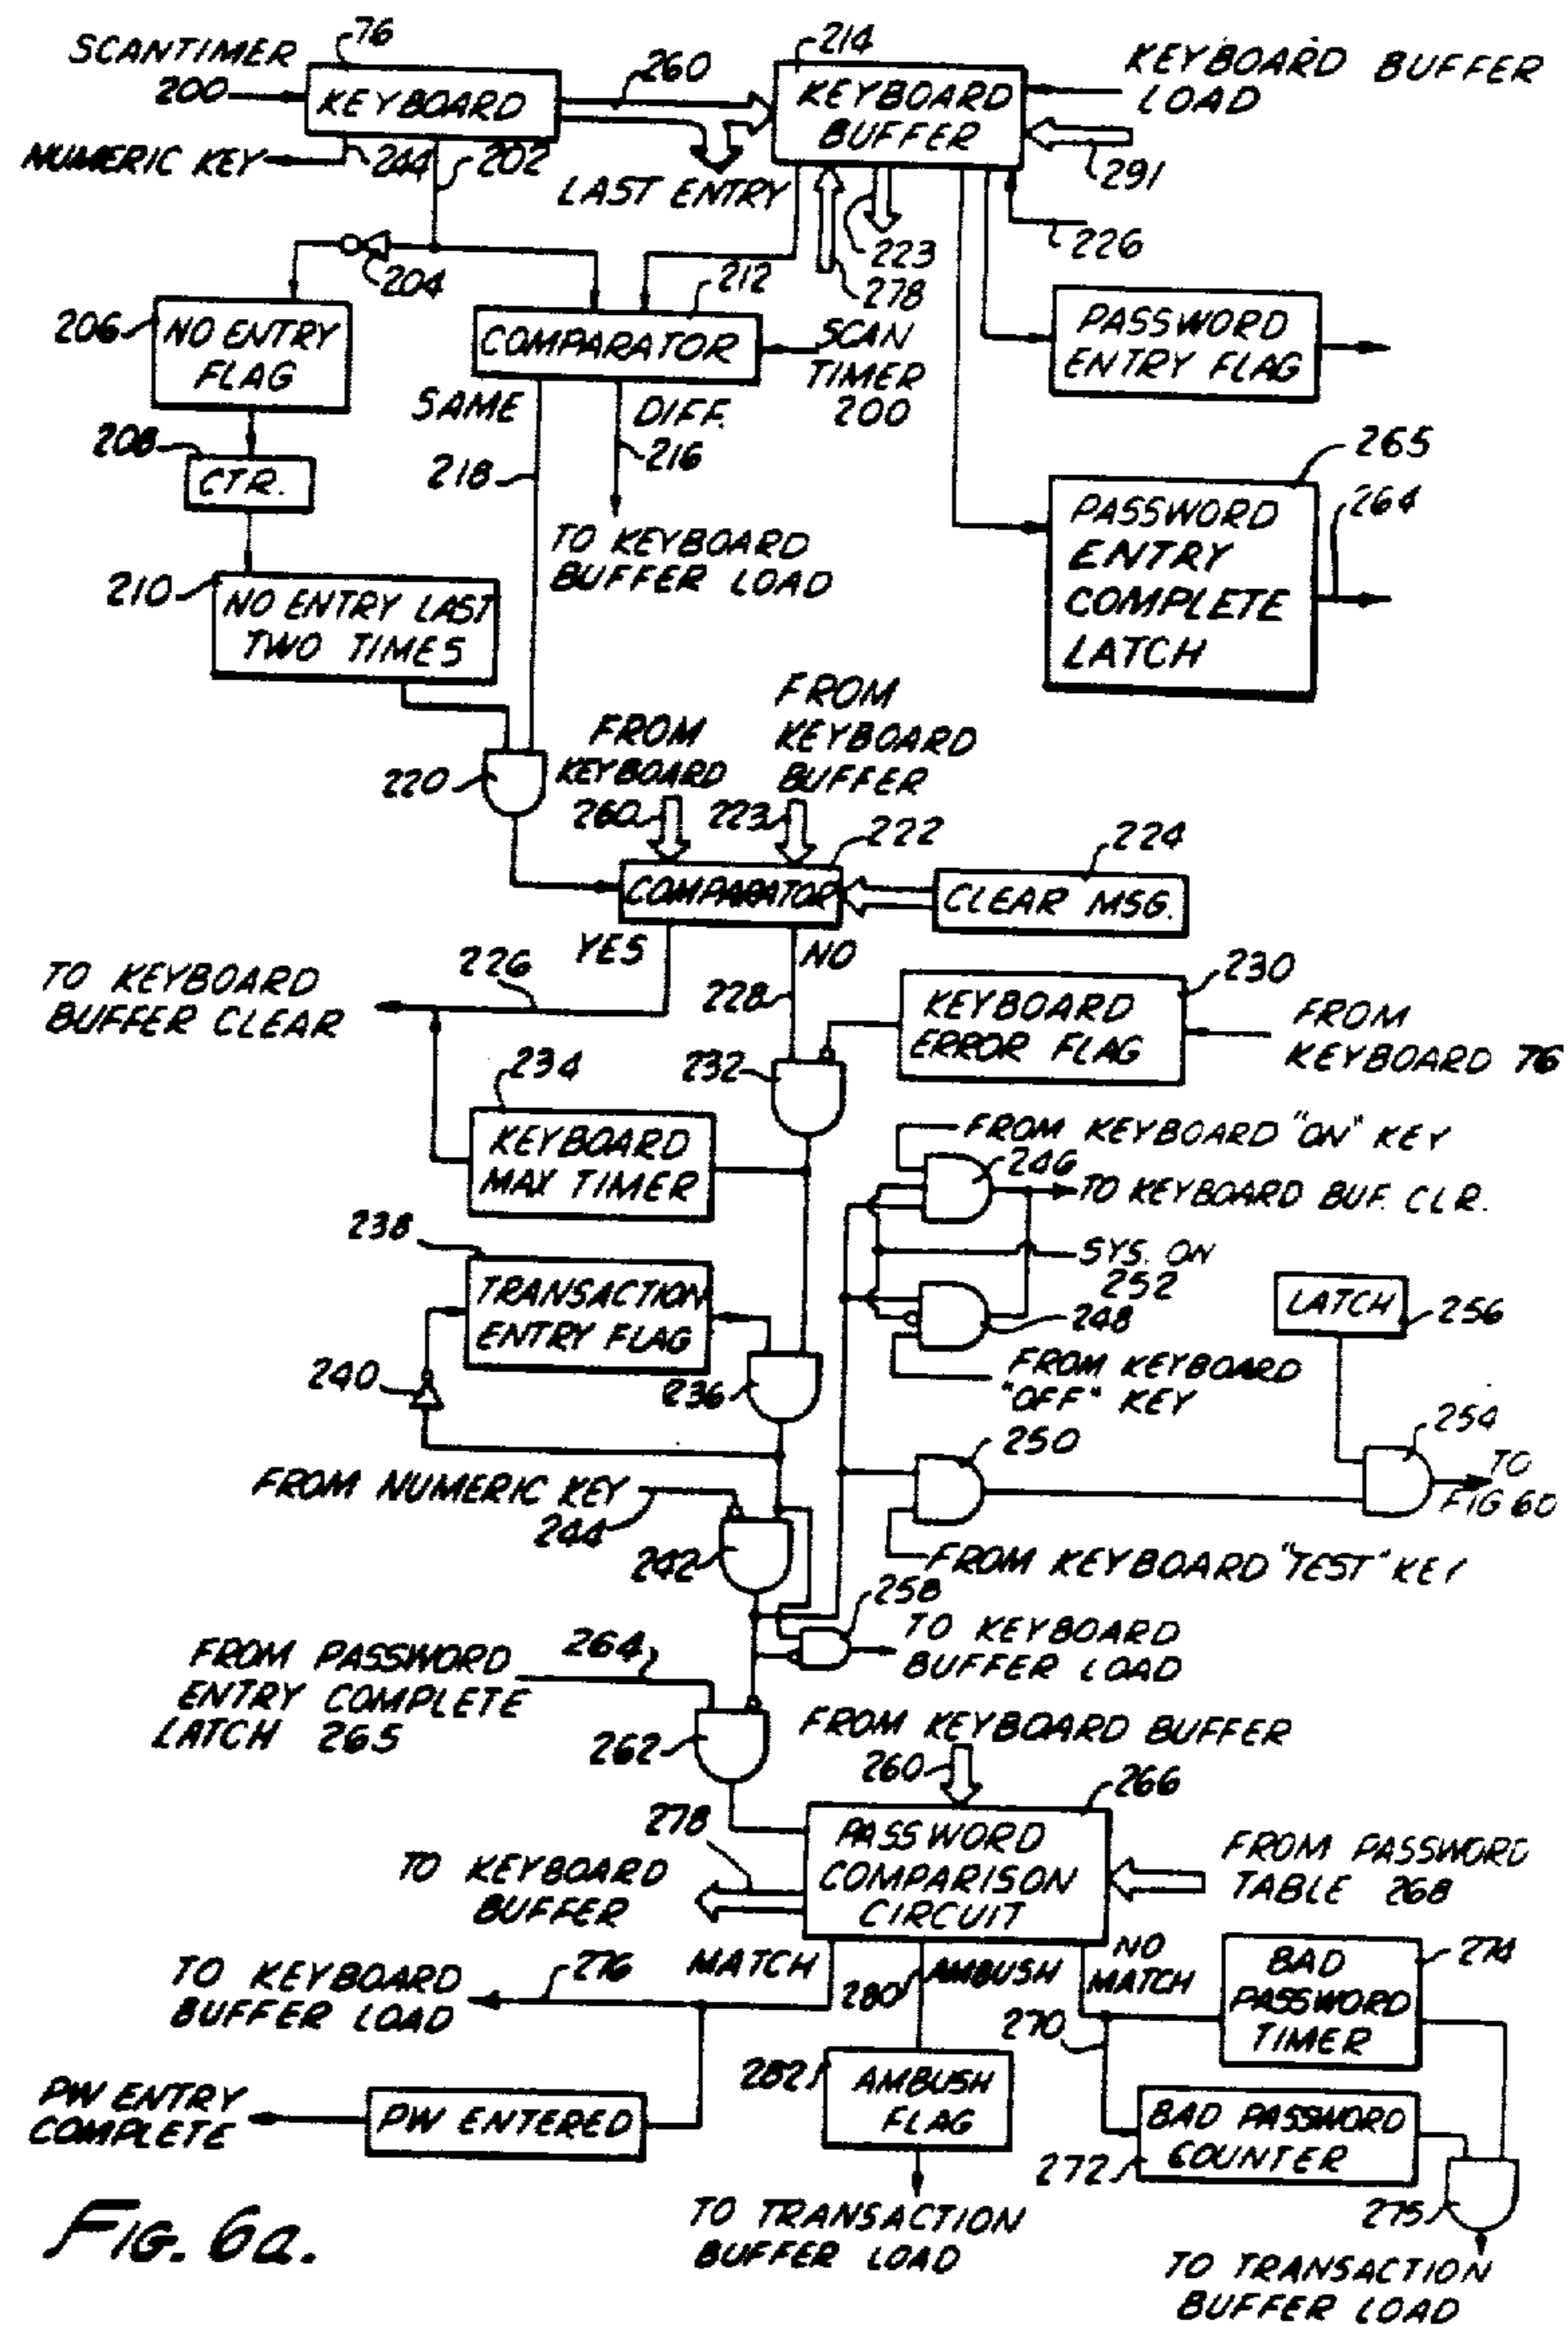 SCANTIMER
200
76
KEYBOARD
260
214
KEYBOARD
BUFFER
KEYBOARD BUFFER
LOAD
NUMERIC KEY
244
202
LAST ENTRY
291
223
278
226
204
212
206
NO ENTRY
FLAG
COMPARATOR
SCAN
TIMER
200
PASSWORD
ENTRY FLAG
SAME
DIFF.
208
CTR.
218
216
265
264
PASSWORD
ENTRY
COMPLETE
LATCH
TO KEYBOARD
BUFFER LOAD
210
NO ENTRY LAST
TWO TIMES
FROM
KEYBOARD
260
FROM
KEYBOARD
BUFFER
223
220
222
224
COMPARATOR
CLEAR MSG.
YES
NO
TO KEYBOARD
BUFFER CLEAR
226
228
230
KEYBOARD
ERROR FLAG
FROM
KEYBOARD 76
234
232
KEYBOARD
MAX TIMER
FROM KEYBOARD "ON" KEY
246
TO KEYBOARD BUF. CLR.
238
SYS. ON
252
TRANSACTION
ENTRY FLAG
LATCH
256
248
240
236
FROM KEYBOARD
"OFF" KEY
250
254
FROM NUMERIC KEY
244
TO
FIG 60
242
FROM KEYBOARD "TEST" KEY
258
TO KEYBOARD
BUFFER LOAD
FROM PASSWORD
ENTRY COMPLETE
LATCH 265
264
262
FROM KEYBOARD BUFFER
260
266
278
PASSWORD
COMPARISON
CIRCUIT
TO KEYBOARD
BUFFER
FROM PASSWORD
TABLE 268
MATCH
280
AMBUSH
NO
MATCH
BAD
PASSWORD
TIMER
274
TO KEYBOARD
BUFFER LOAD
276
270
282
AMBUSH
FLAG
PW ENTRY
COMPLETE
PW ENTERED
BAD PASSWORD
COUNTER
272
275
TO TRANSACTION
BUFFER LOAD
TO TRANSACTION
BUFFER LOAD
FIG. 6a.